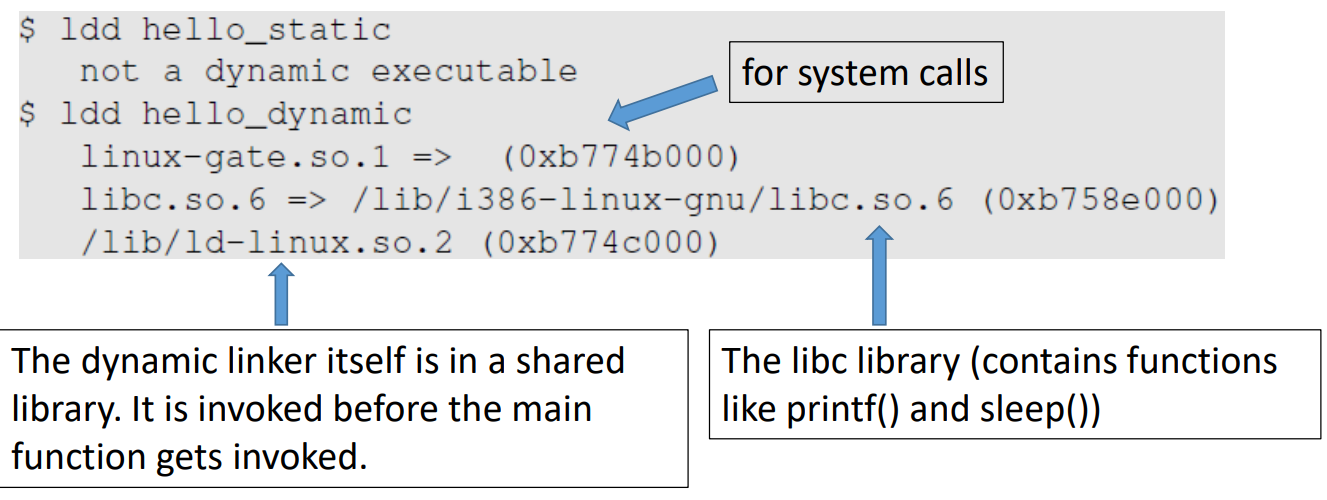 $ ldd hello_static
not a dynamic executable
for system calls
$ ldd hello_dynamic
linux-gate.so.1 =>  (0xb774b000)
libc.so.6 => /lib/i386-linux-gnu/libc.so.6 (0xb758e000)
/lib/ld-linux.so.2 (0xb774c000)
The dynamic linker itself is in a shared
library. It is invoked before the main
function gets invoked.
The libc library (contains functions
like printf() and sleep())